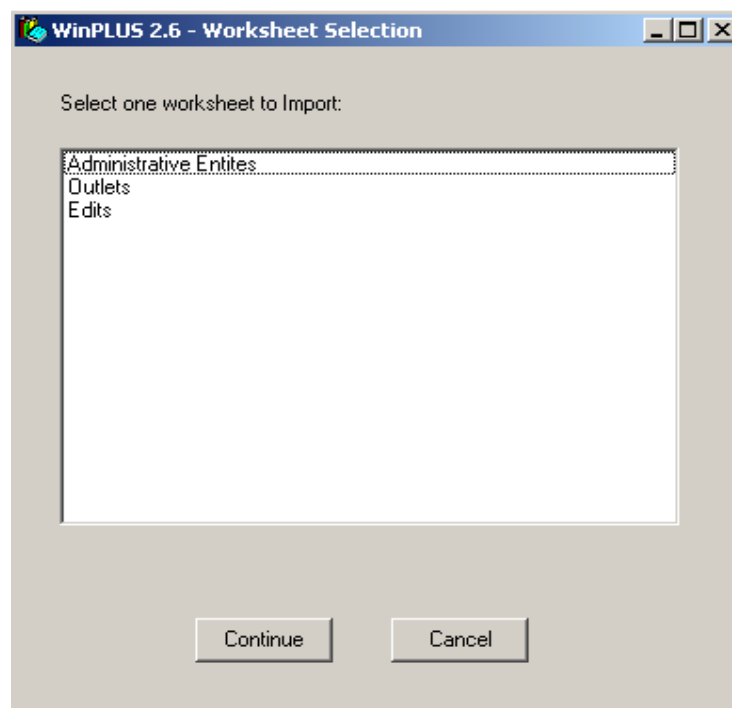 WinPLUS 2.6 - Worksheet Selection
Select one worksheet to Import:
Administrative Entites
Outlets
Edits
Continue Cancel